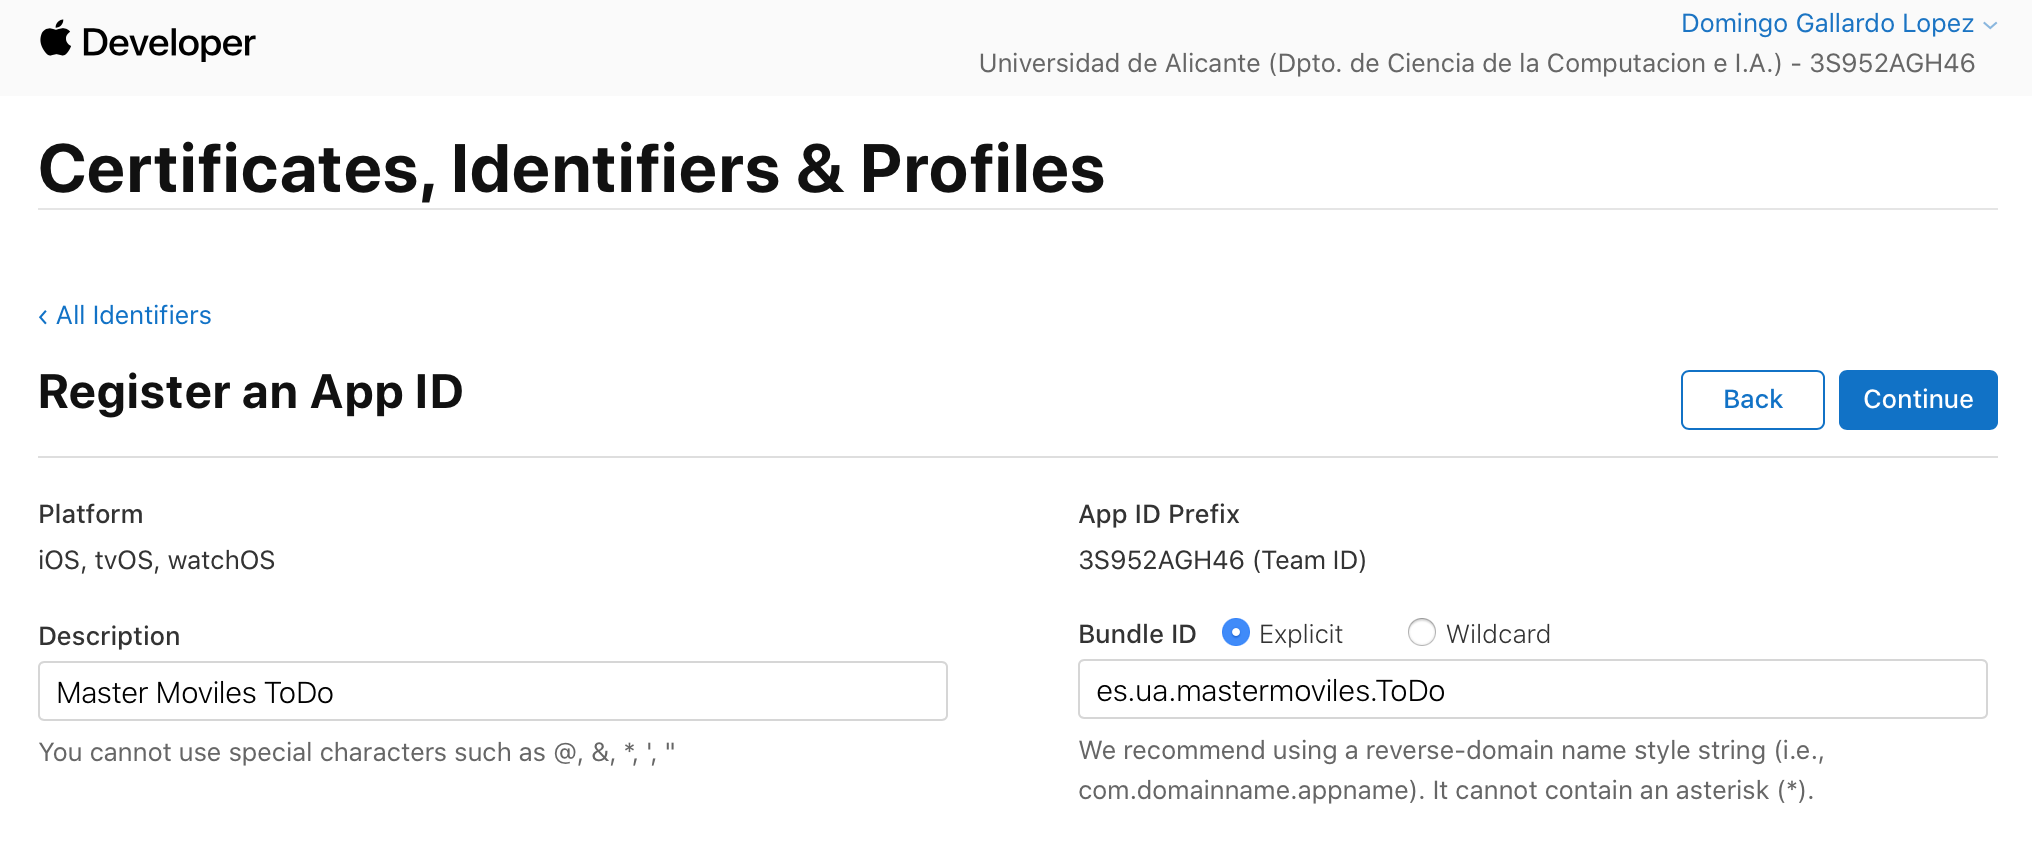 Developer
Domingo Gallardo Lopez
Universidad de Alicante (Dpto. de Ciencia de la Computacion e I.A.) - 3S952AGH46
Certificates, Identifiers & Profiles
‹ All Identifiers
Register an App ID
Back
Continue
Platform
iOS, tvOS, watchOS
App ID Prefix
3S952AGH46 (Team ID)
Description
Master Moviles ToDo
You cannot use special characters such as @, &, *, ', "
Bundle ID Explicit Wildcard
es.ua.mastermoviles.ToDo
We recommend using a reverse-domain name style string (i.e.,
com.domainname.appname). It cannot contain an asterisk (*).